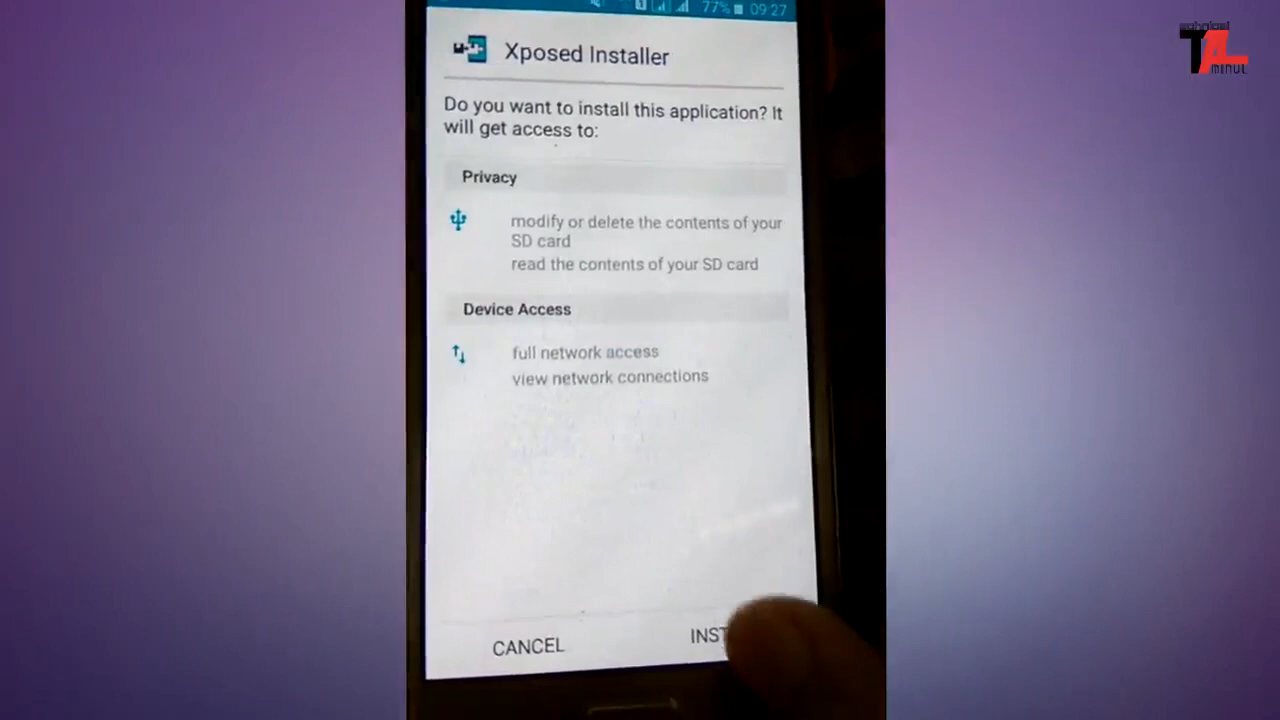 77% 09:27
Xposed Installer
Do you want to install this application? It
will get access to:
Privacy
modify or delete the contents of your
SD card
read the contents of your SD card
Device Access
full network access
view network connections
CANCEL
INST